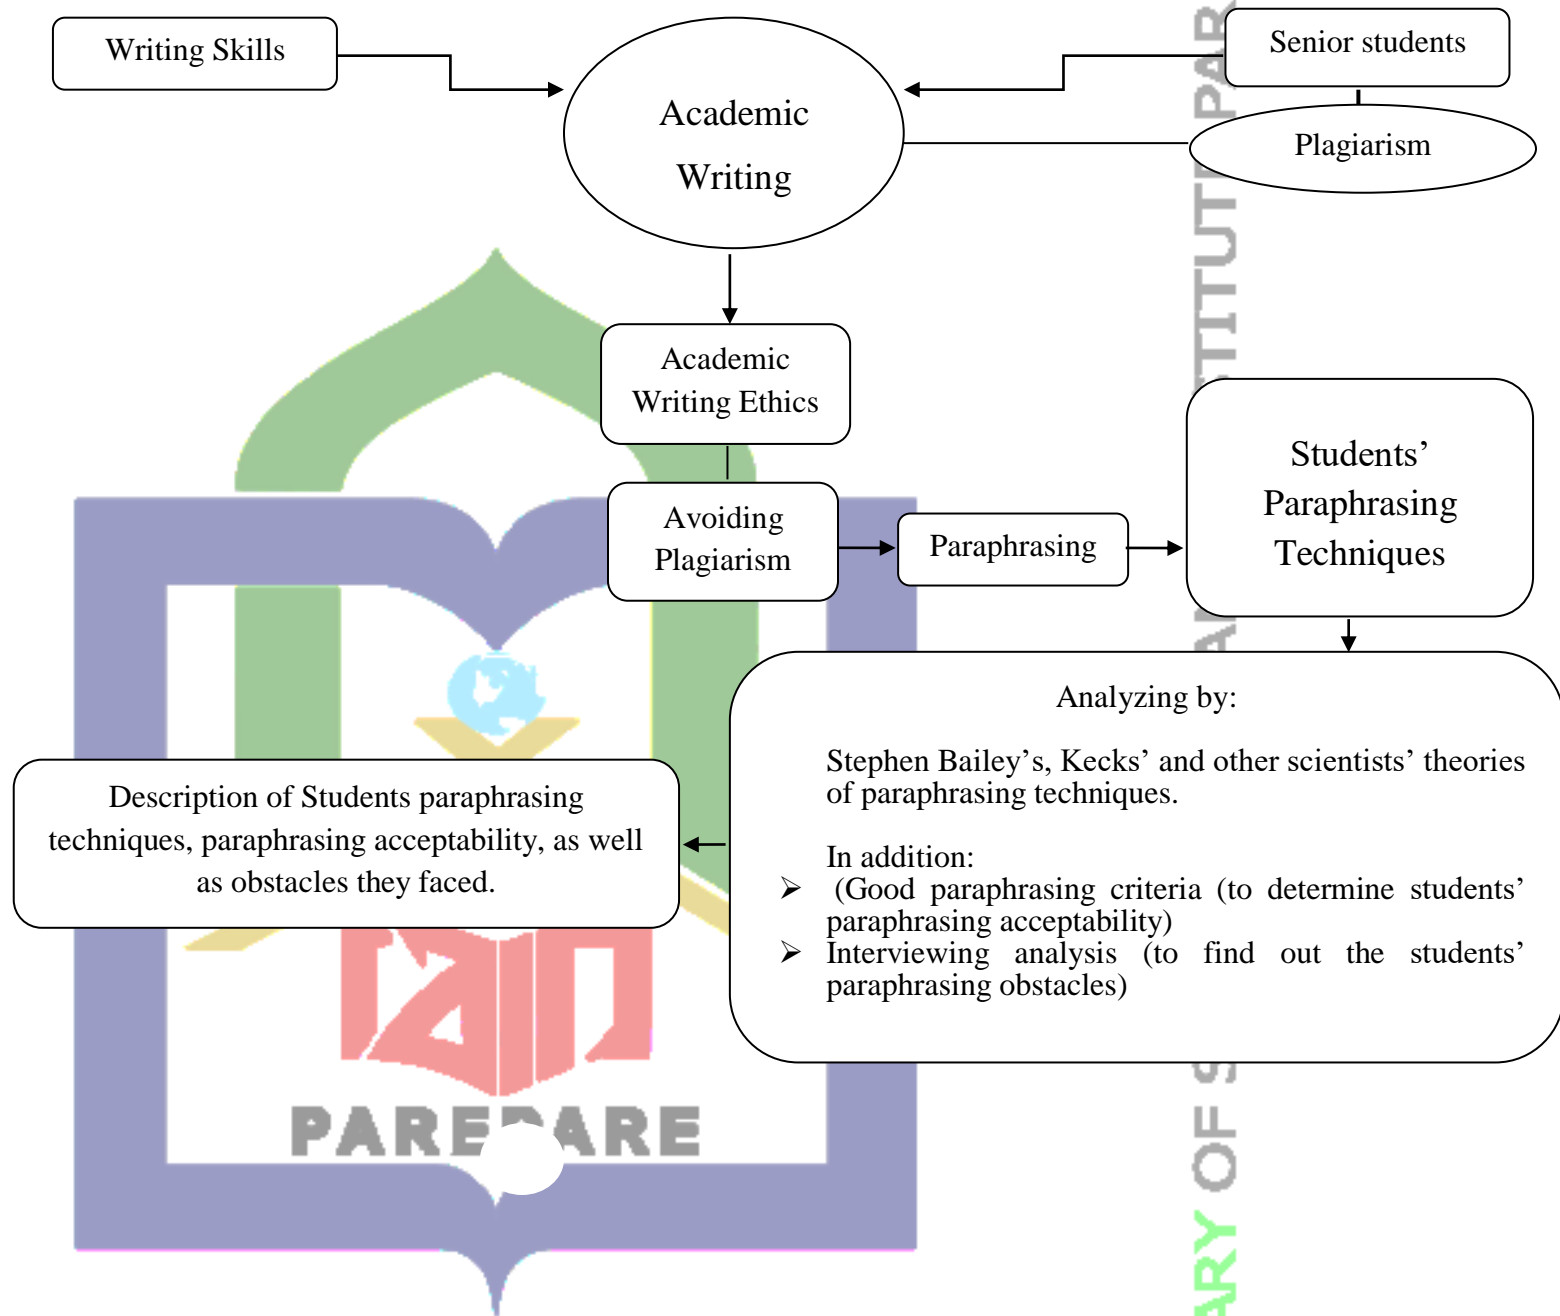 Writing Skills
Senior students
Academic
Writing
Plagiarism
Academic
Writing Ethics
Students’
Paraphrasing
Techniques
Avoiding
Plagiarism
Paraphrasing
Analyzing by:
Stephen Bailey’s, Kecks’ and other scientists’ theories
of paraphrasing techniques.
In addition:
➢ (Good paraphrasing criteria (to determine students’
paraphrasing acceptability)
➢ Interviewing analysis (to find out the students’
paraphrasing obstacles)
Description of Students paraphrasing
techniques, paraphrasing acceptability, as well
as obstacles they faced.
PAREPARE
OF